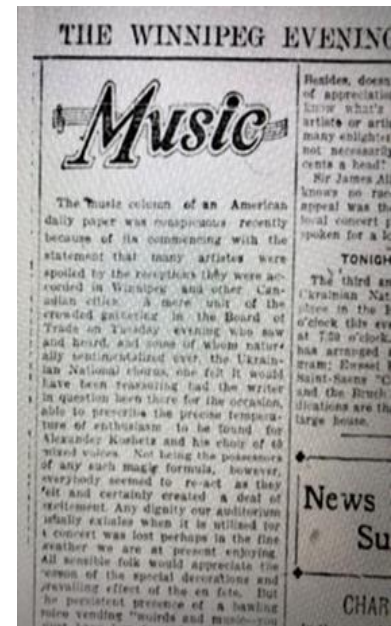 THE WINNIPEG EVENING
Music
The music column of an American
daily paper was conspicuous recently
because of its commencing with the
statement that many artistes were
spoiled by the receptions they were ac-
corded in Winnipeg and other Can-
adian cities. A mere unit of the
crowded gathering in the Board of
Trade on Tuesday evening who saw
and heard, and some of whom natur-
ally sentimentalized over, the Ukrain-
ian National chorus, one felt it would
have been reassuring had the writer
in question been there for the occasion,
able to prescribe the precise tempera-
ture of enthusiasm to be found for
Alexander Koshetz and his choir of 40
mixed voices. Not being the possessors
of any such magic formula, however,
everybody seemed to re-act as they
felt and certainly created a deal of
excitement. Any dignity our auditorium
usually exhales when it is utilized for
a concert was lost perhaps in the fine
weather we are at present enjoying.
All sensible folk would appreciate the
reason of the special decorations and
prevailing effect of the en fete. But
the persistent presence of a bawling
voice vending "words and music—you
Besides, doesn
of appreciation
know what's
artists or artis
many enlighten
not necessarily
cents a head?
Sir James
knows no
appeal was the
local concert
spoken for a
TONIGH
The third an
Ukrainian Nat
place in the
o'clock this
at 7.30 o'clock.
has arranged
gram;
Saint-Saens
and the Bruch
dications are th
large house.
News
Su
CHAR